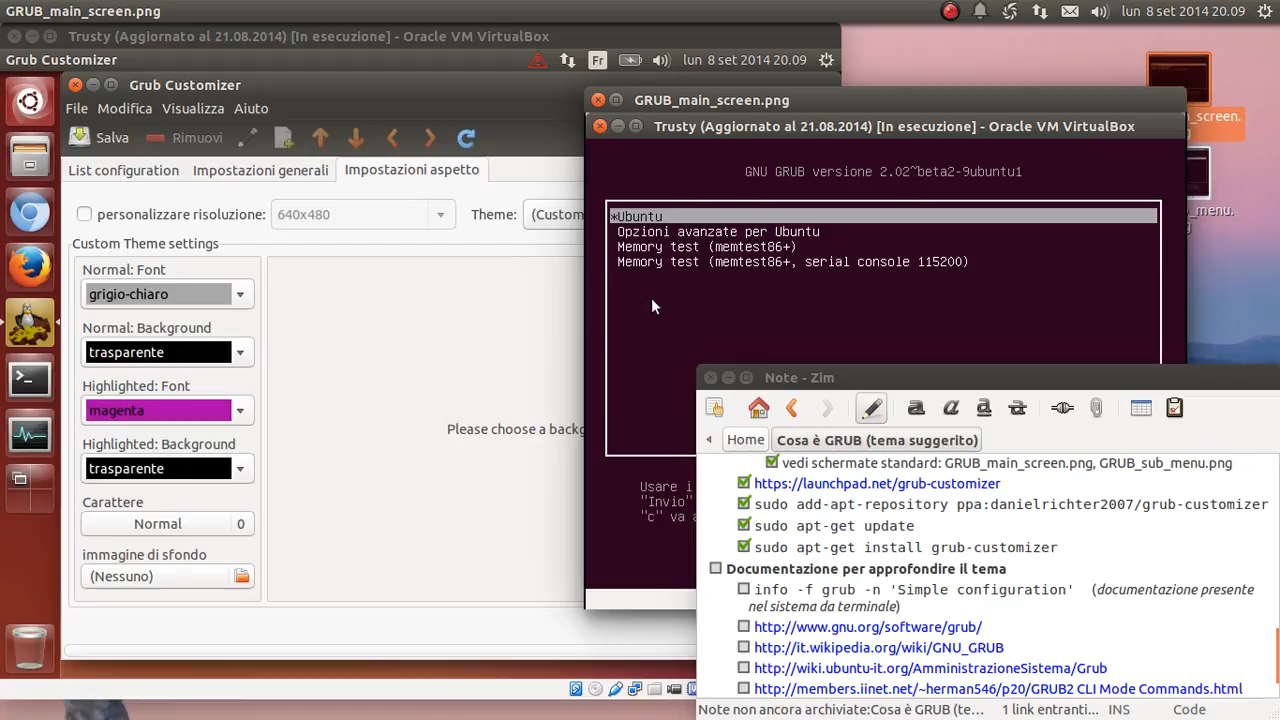 GRUB_main_screen.png
lun 8 set 2014 20.09
Trusty (Aggiornato al 21.08.2014) [In esecuzione] - Oracle VM VirtualBox
Grub Customizer
Fr
lun 8 set 2014 20.09
Grub Customizer
File Modifica Visualizza Aiuto
Salva Rimuovi
List configuration Impostazioni generali Impostazioni aspetto
personalizzare risoluzione: 640x480 Theme: (Custom
Custom Theme settings
Normal: Font
grigio-chiaro
Normal: Background
trasparente
Highlighted: Font
magenta
Highlighted: Background
trasparente
Carattere
Normal 0
immagine di sfondo
(Nessuno)
Please choose a backg
GRUB_main_screen.png
Trusty (Aggiornato al 21.08.2014) [In esecuzione] - Oracle VM VirtualBox
GNU GRUB versione 2.02~beta2-9ubuntu1
*Ubuntu
Opzioni avanzate per Ubuntu
Memory test (memtest86+)
Memory test (memtest86+, serial console 115200)
Usare i
"Invio"
"c" va a
_screen.
_menu.
Note - Zim
Home Cosa è GRUB (tema suggerito)
vedi schermate standard: GRUB_main_screen.png, GRUB_sub_menu.png
https://launchpad.net/grub-customizer
sudo add-apt-repository ppa:danielrichter2007/grub-customizer
sudo apt-get update
sudo apt-get install grub-customizer
Documentazione per approfondire il tema
info -f grub -n 'Simple configuration' (documentazione presente
nel sistema da terminale)
http://www.gnu.org/software/grub/
http://it.wikipedia.org/wiki/GNU_GRUB
http://wiki.ubuntu-it.org/AmministrazioneSistema/Grub
http://members.iinet.net/~herman546/p20/GRUB2 CLI Mode Commands.html
Note non ancora archiviate:Cosa è GRUB (te... 1 link entranti... INS Code